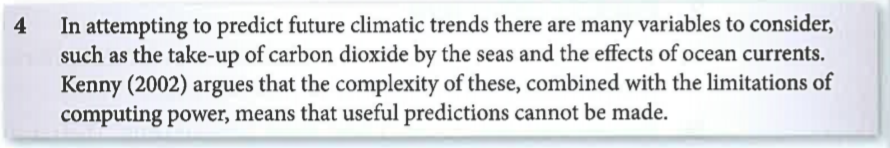 4 In attempting to predict future climatic trends there are many variables to consider,
such as the take-up of carbon dioxide by the seas and the effects of ocean currents.
Kenny (2002) argues that the complexity of these, combined with the limitations of
computing power, means that useful predictions cannot be made.